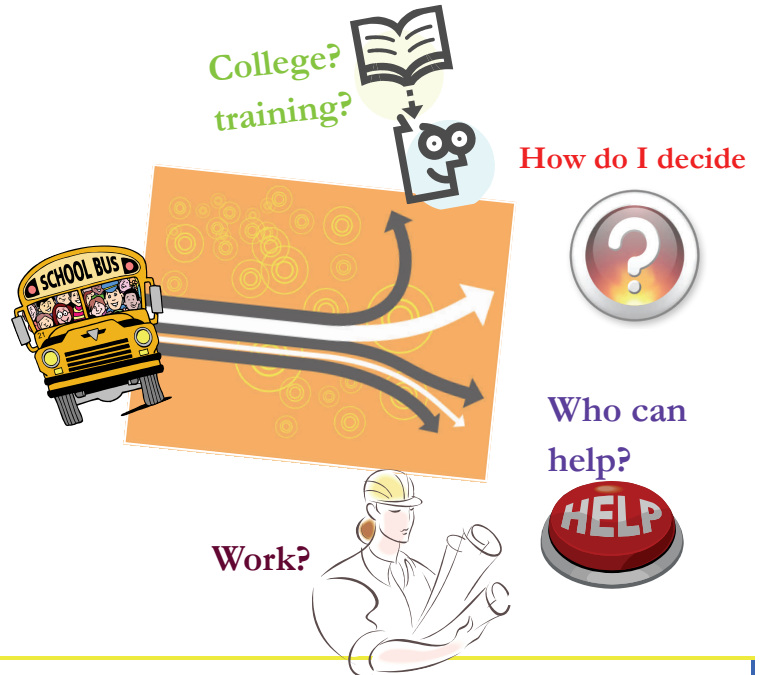 College?
training?
How do I decide
?
SCHOOL BUS
Who can
help?
HELP
Work?